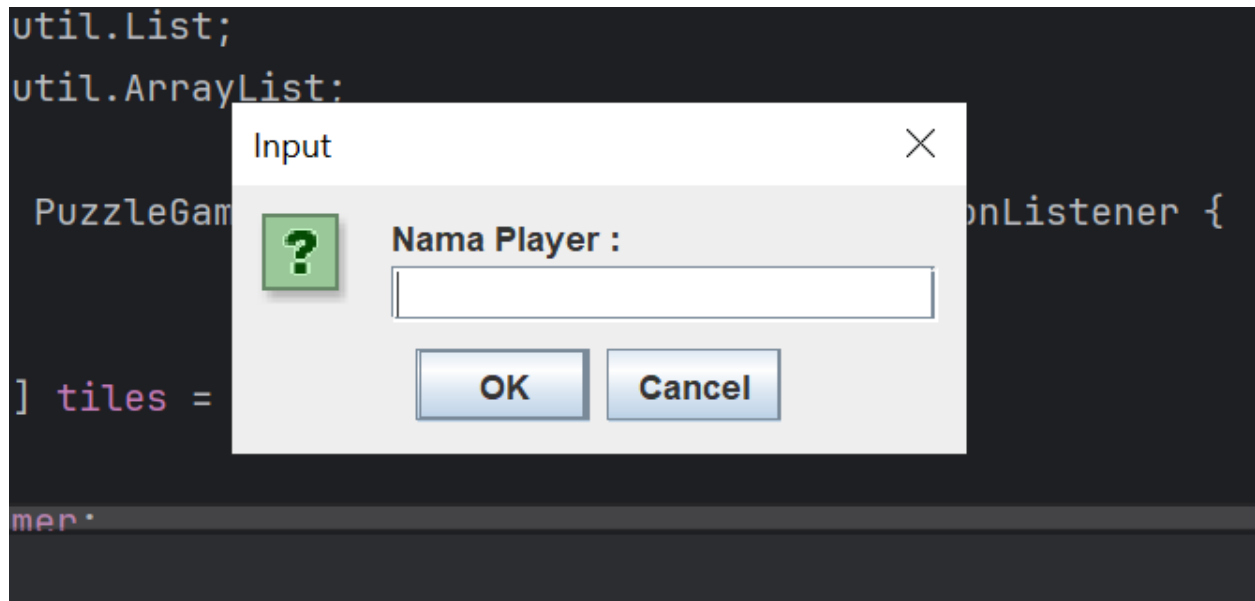 util.List;
util.ArrayList;
Input
PuzzleGam onListener {
?
Nama Player :
] tiles =
OK Cancel
mer;